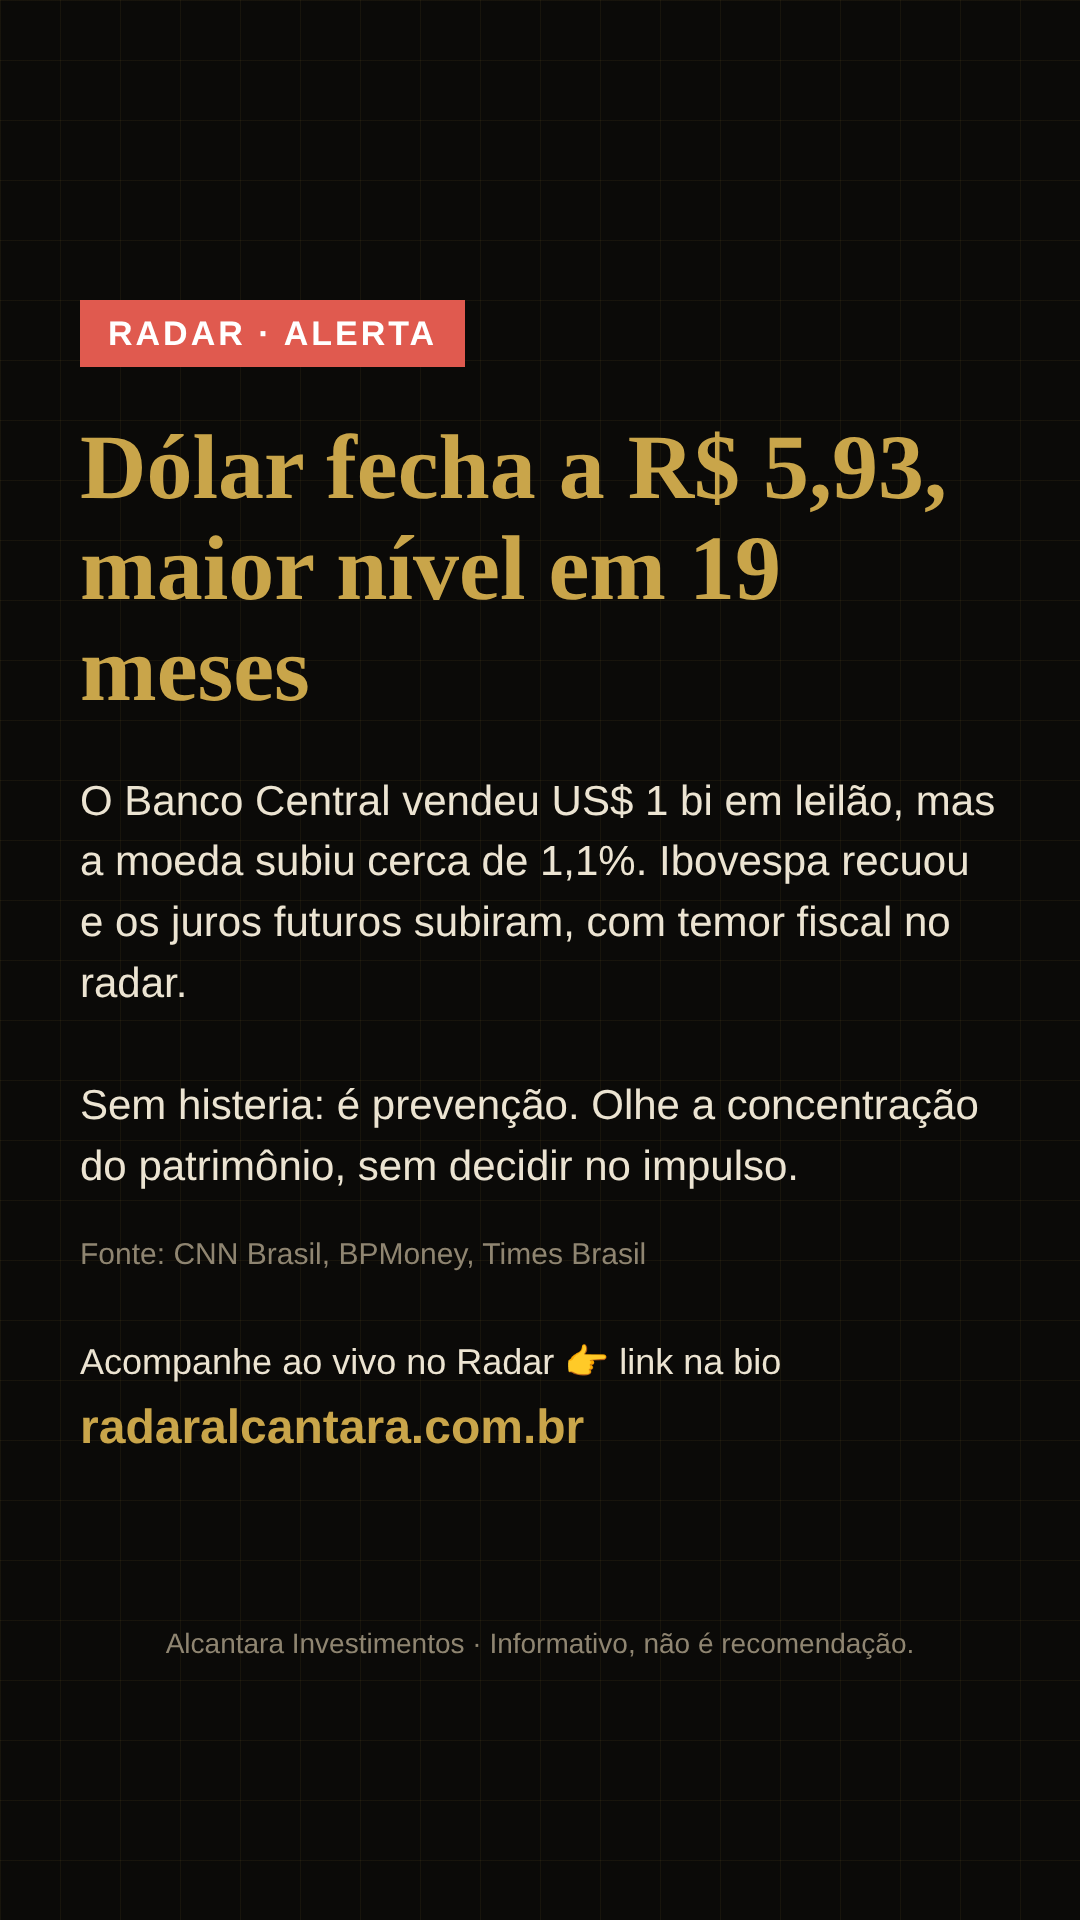 RADAR · ALERTA
Dólar fecha a R$ 5,93,
maior nível em 19
meses
O Banco Central vendeu US$ 1 bi em leilão, mas
a moeda subiu cerca de 1,1%. Ibovespa recuou
e os juros futuros subiram, com temor fiscal no
radar.
Sem histeria: é prevenção. Olhe a concentração
do patrimônio, sem decidir no impulso.
Fonte: CNN Brasil, BPMoney, Times Brasil
Acompanhe ao vivo no Radar 👉 link na bio
radaralcantara.com.br
Alcantara Investimentos · Informativo, não é recomendação.